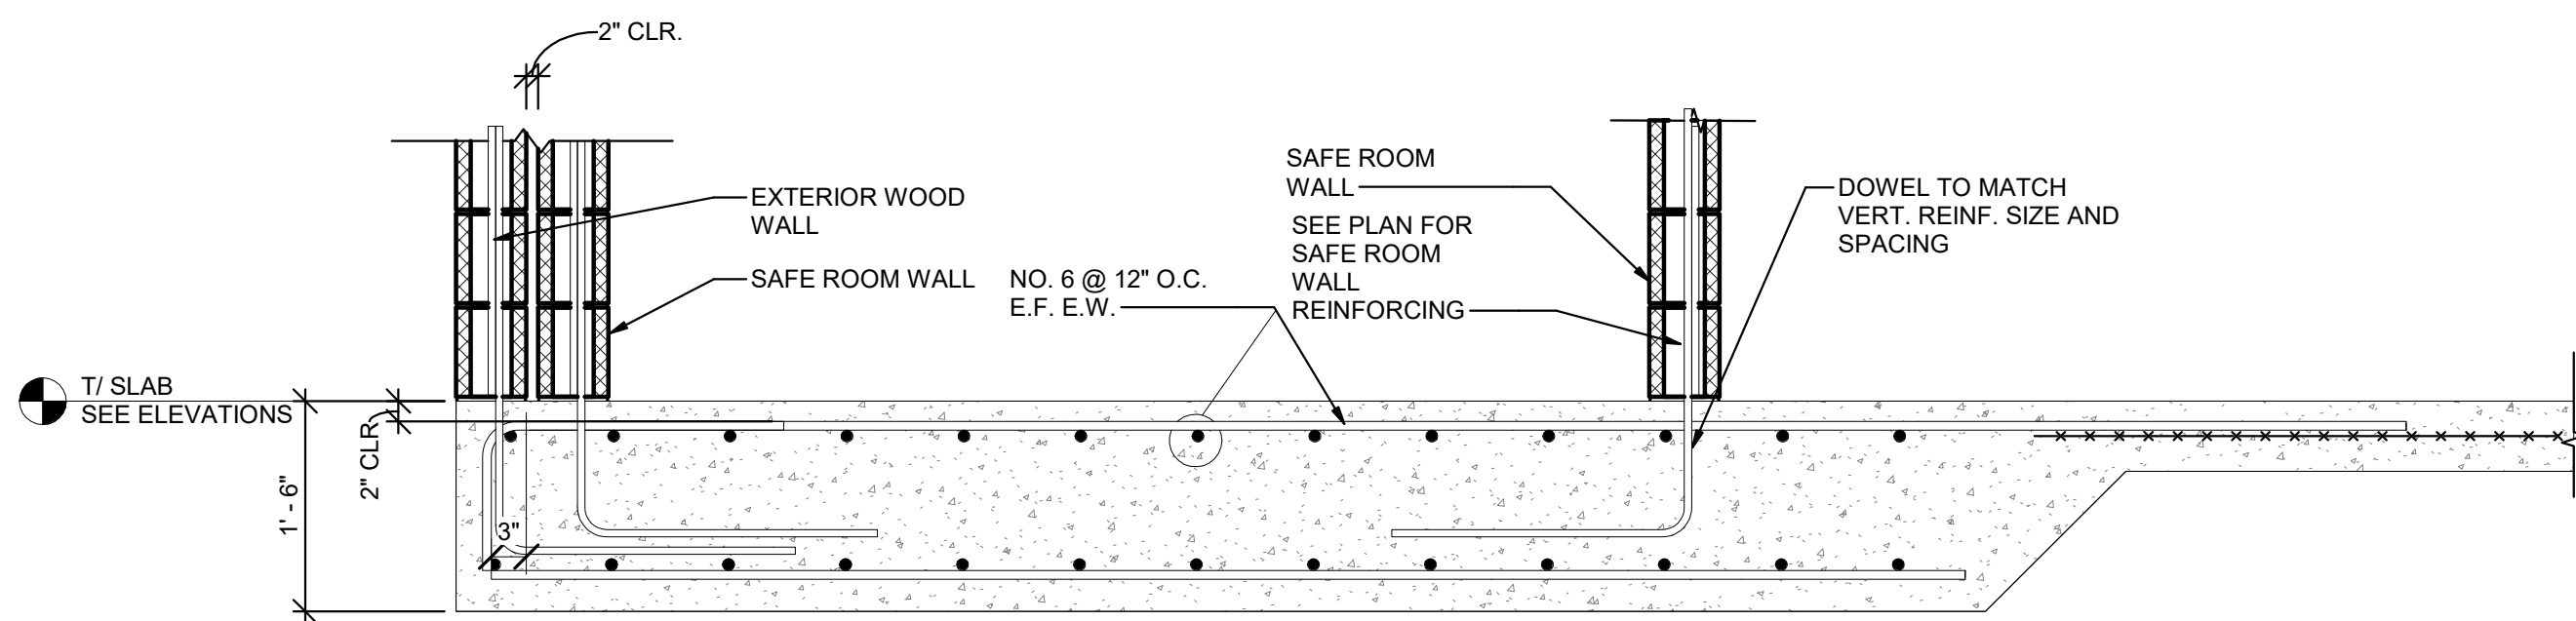 2" CLR.
EXTERIOR WOOD
WALL
SAFE ROOM WALL
NO. 6 @ 12" O.C.
E.F. E.W.
SAFE ROOM
WALL
SEE PLAN FOR
SAFE ROOM
WALL
REINFORCING
DOWEL TO MATCH
VERT. REINF. SIZE AND
SPACING
T/ SLAB
SEE ELEVATIONS
2" CLR.
1' - 6"
3"